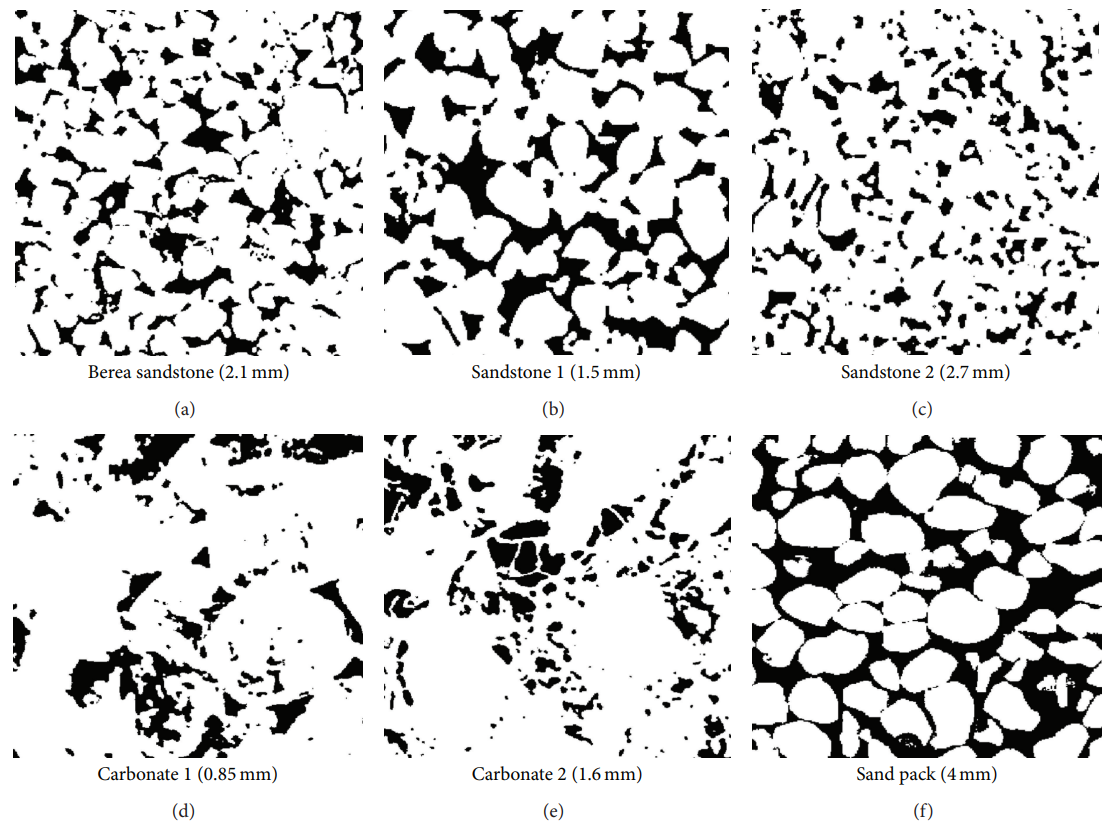 Berea sandstone (2.1 mm)
Sandstone 1 (1.5 mm)
Sandstone 2 (2.7 mm)
(a)
(b)
(c)
Carbonate 1 (0.85 mm)
Carbonate 2 (1.6 mm)
Sand pack (4 mm)
(d)
(e)
(f)